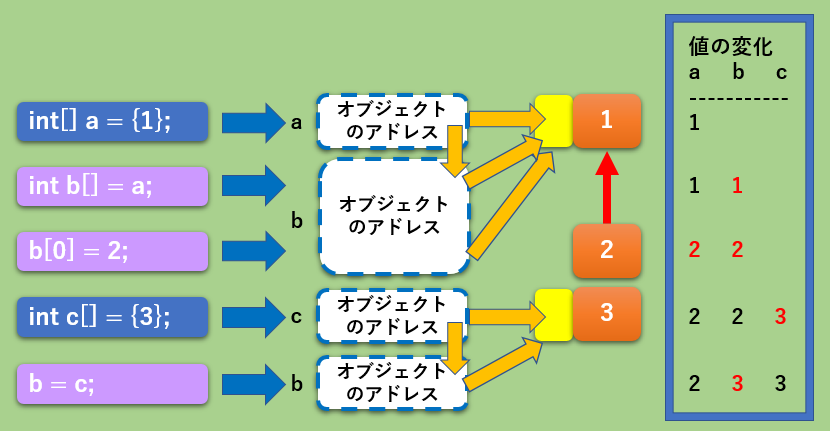 int[] a = {1};
a
オブジェクト
のアドレス
1
int b[] = a;
b
オブジェクト
のアドレス
b[0] = 2;
2
int c[] = {3};
c
オブジェクト
のアドレス
3
b = c;
b
オブジェクト
のアドレス
値の変化
a b c
-----------
1
1 1
2 2
2 2 3
2 3 3